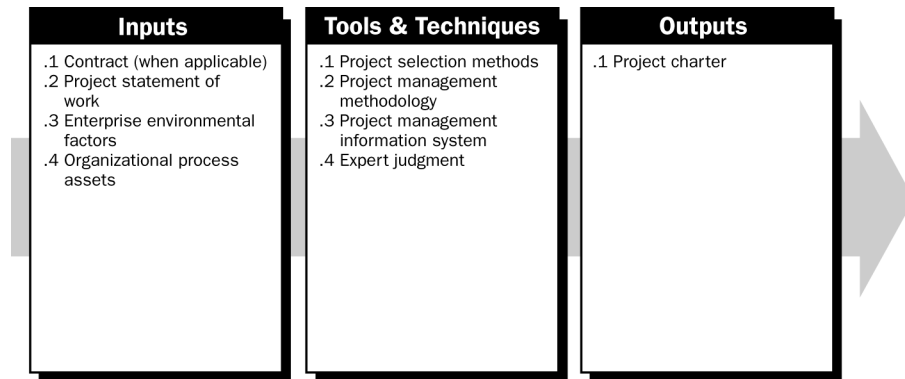 Inputs
.1 Contract (when applicable)
.2 Project statement of
work
.3 Enterprise environmental
factors
.4 Organizational process
assets
Tools & Techniques
.1 Project selection methods
.2 Project management
methodology
.3 Project management
information system
.4 Expert judgment
Outputs
.1 Project charter